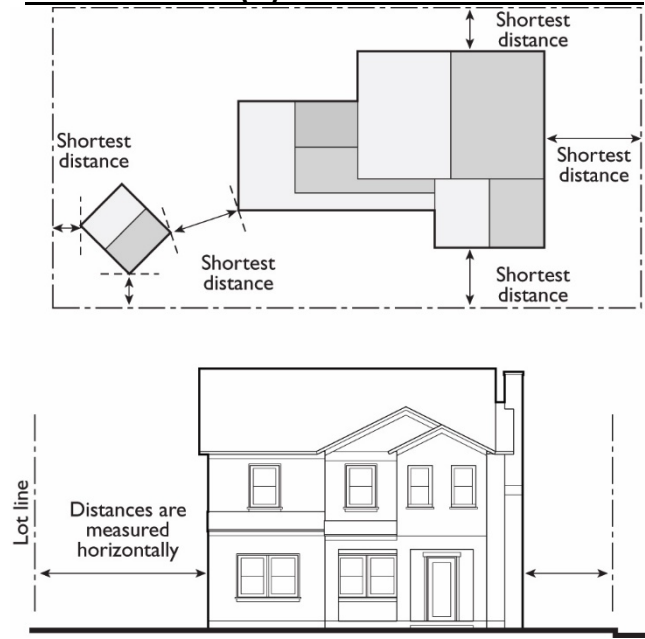 Shortest
distance
Shortest
distance
Shortest
distance
Shortest
distance
Shortest
distance
Lot line
Distances are
measured
horizontally